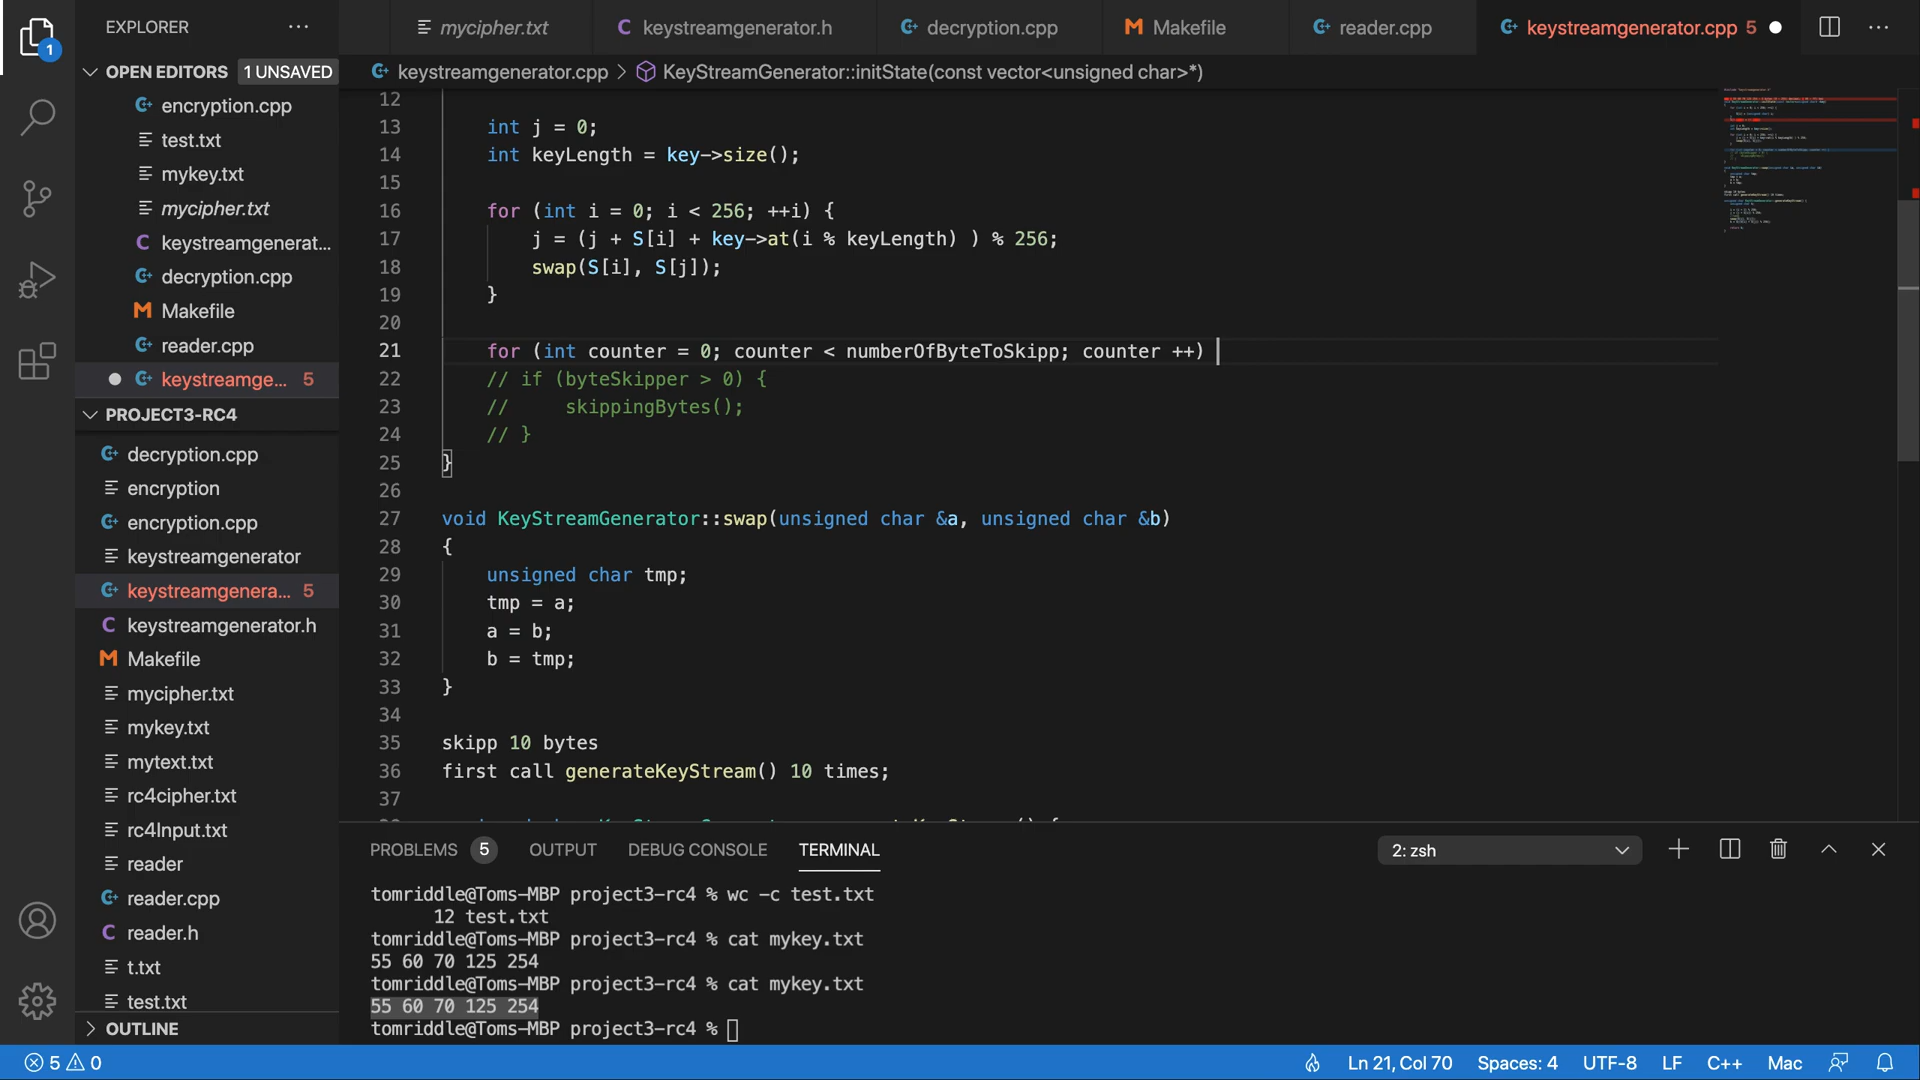 1
EXPLORER
OPEN EDITORS 1 UNSAVED
encryption.cpp
test.txt
mykey.txt
mycipher.txt
keystreamgenerat...
decryption.cpp
Makefile
reader.cpp
keystreamge... 5
PROJECT3-RC4
decryption.cpp
encryption
encryption.cpp
keystreamgenerator
keystreamgenera... 5
keystreamgenerator.h
Makefile
mycipher.txt
mykey.txt
mytext.txt
rc4cipher.txt
rc4Input.txt
reader
reader.cpp
reader.h
t.txt
test.txt
OUTLINE
mycipher.txt keystreamgenerator.h decryption.cpp Makefile reader.cpp keystreamgenerator.cpp 5
keystreamgenerator.cpp > KeyStreamGenerator::initState(const vector<unsigned char>*)
12
13 int j = 0;
14 int keyLength = key->size();
15
16 for (int i = 0; i < 256; ++i) {
17 j = (j + S[i] + key->at(i % keyLength) ) % 256;
18 swap(S[i], S[j]);
19 }
20
21 for (int counter = 0; counter < numberOfByteToSkipp; counter ++)
22 // if (byteSkipper > 0) {
23 // skippingBytes();
24 // }
25 }
26
27 void KeyStreamGenerator::swap(unsigned char &a, unsigned char &b)
28 {
29 unsigned char tmp;
30 tmp = a;
31 a = b;
32 b = tmp;
33 }
34
35 skipp 10 bytes
36 first call generateKeyStream() 10 times;
37
PROBLEMS 5 OUTPUT DEBUG CONSOLE TERMINAL 2: zsh
tomriddle@Toms-MBP project3-rc4 % wc -c test.txt
12 test.txt
tomriddle@Toms-MBP project3-rc4 % cat mykey.txt
55 60 70 125 254
tomriddle@Toms-MBP project3-rc4 % cat mykey.txt
55 60 70 125 254
tomriddle@Toms-MBP project3-rc4 %
5 0 Ln 21, Col 70 Spaces: 4 UTF-8 LF C++ Mac